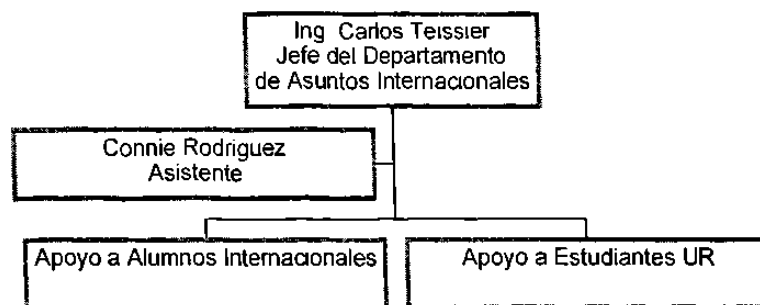 Ing Carlos Teissier
Jefe del Departamento
de Asuntos Internacionales
Connie Rodriguez
Asistente
Apoyo a Alumnos Internacionales
Apoyo a Estudiantes UR